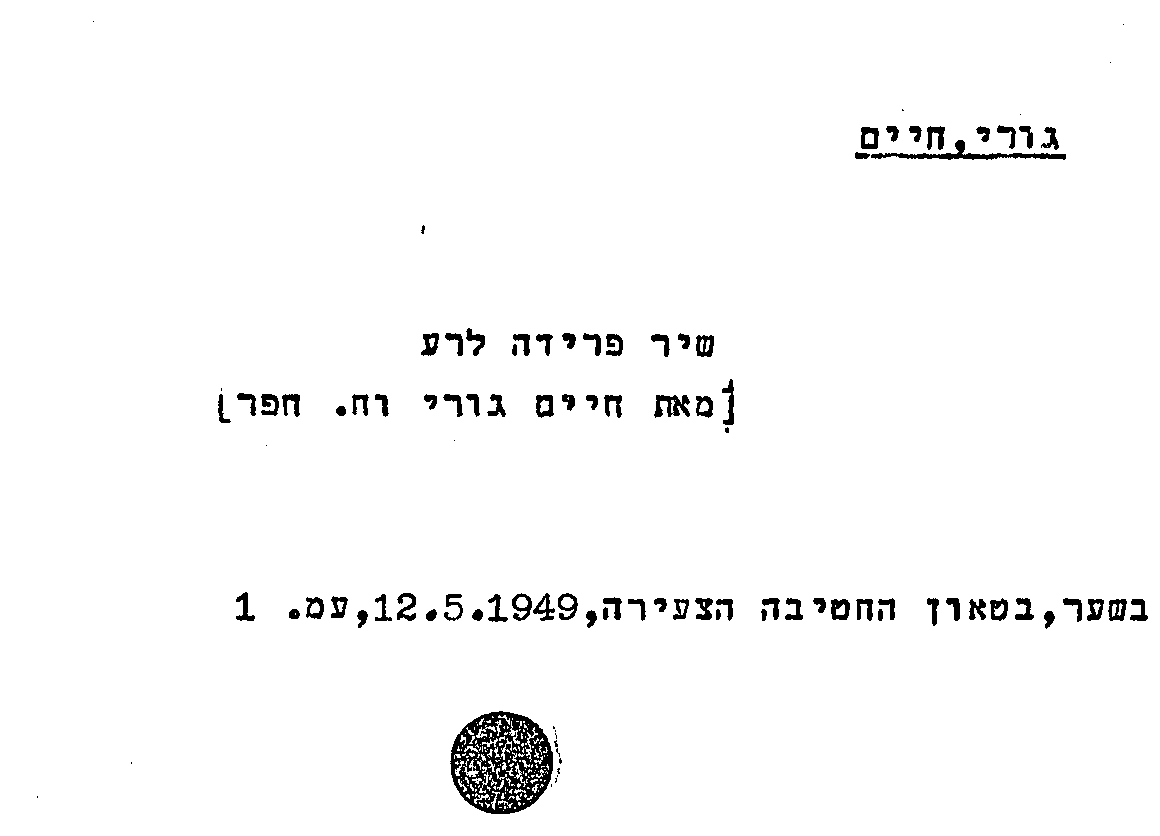 גורי,חיים
שיר פרידה לרע
[מאת חיים גורי וח. חפר]
בשער,בטאון החטיבה הצעירה,12.5.1949,עמ. 1